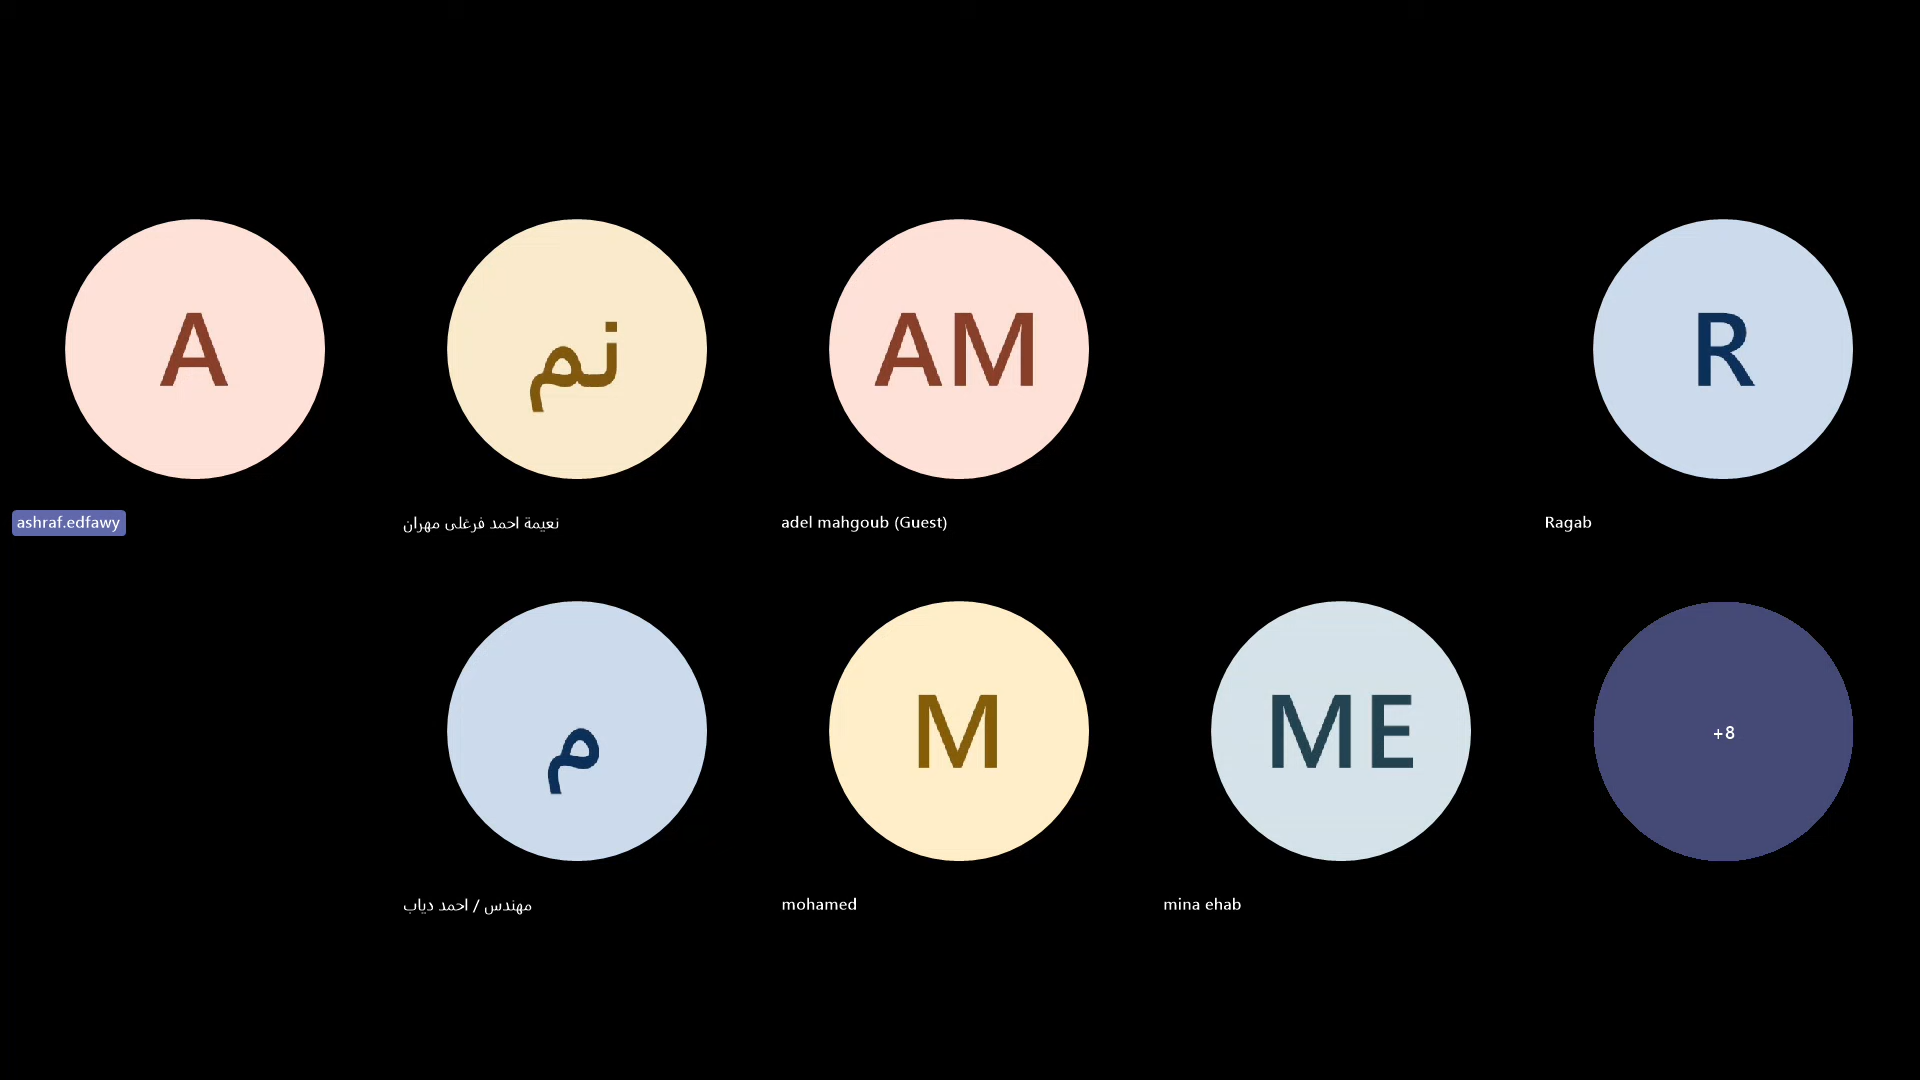 A
نم
AM
R
ashraf.edfawy
نعيمة احمد فرغلى مهران
adel mahgoub (Guest)
Ragab
م
M
ME
+8
مهندس / احمد دياب
mohamed
mina ehab